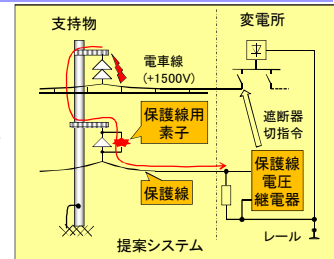 支持物
変電所
電車線
(+1500V)
保護線用
素子
遮断器
切指令
保護線
電圧
継電器
保護線
レール
提案システム